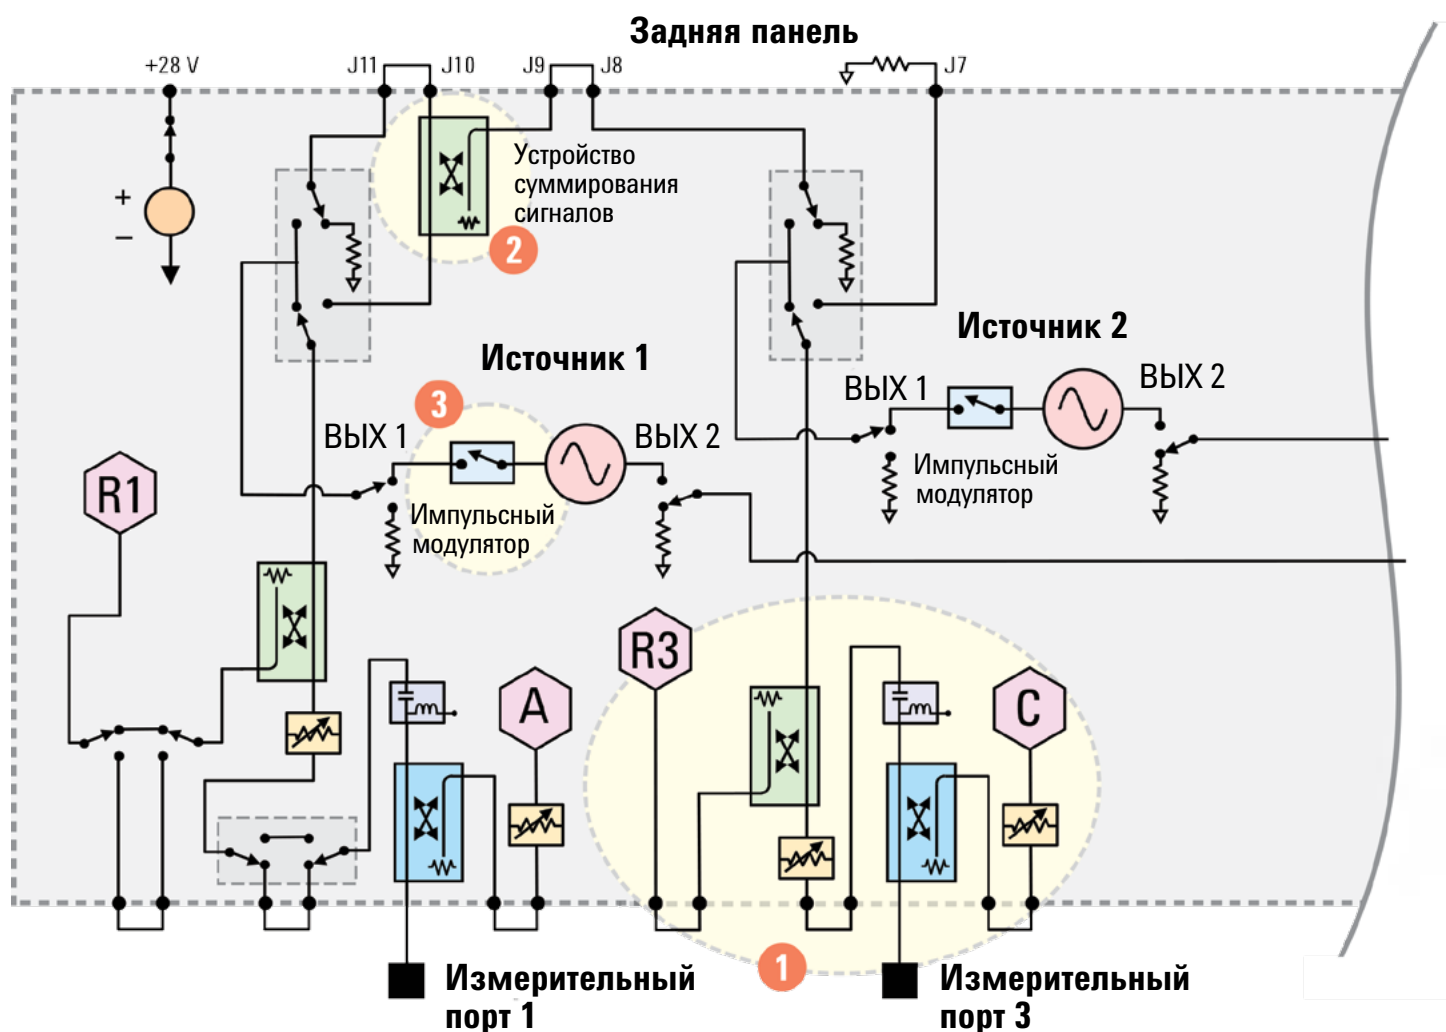 Задняя панель
+28 V
J11
J10
J9
J8
J7
+
–
Устройство
суммирования
сигналов
2
Источник 1
Источник 2
3
ВЫХ 1
ВЫХ 2
ВЫХ 1
ВЫХ 2
Импульсный
модулятор
Импульсный
модулятор
R1
R3
A
C
1
Измерительный
порт 1
Измерительный
порт 3